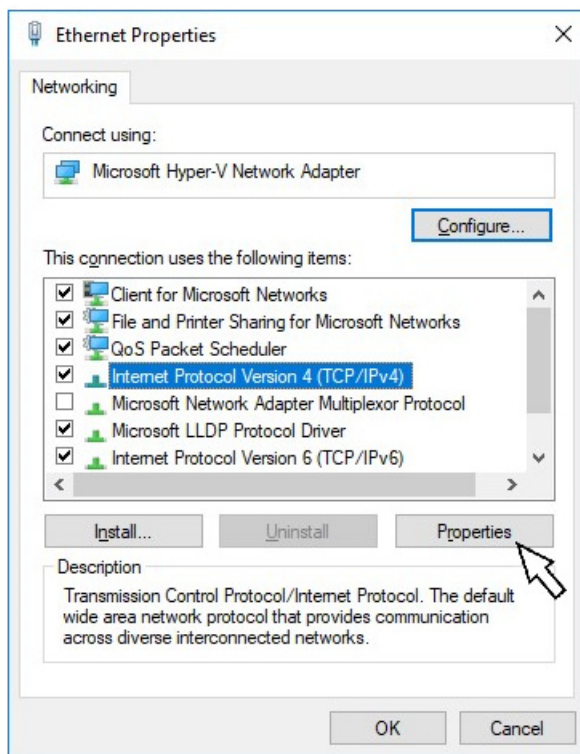 Ethernet Properties
Networking
Connect using:
Microsoft Hyper-V Network Adapter
Configure...
This connection uses the following items:
Client for Microsoft Networks
File and Printer Sharing for Microsoft Networks
QoS Packet Scheduler
Internet Protocol Version 4 (TCP/IPv4)
Microsoft Network Adapter Multiplexor Protocol
Microsoft LLDP Protocol Driver
Internet Protocol Version 6 (TCP/IPv6)
Install...
Uninstall
Properties
Description
Transmission Control Protocol/Internet Protocol. The default
wide area network protocol that provides communication
across diverse interconnected networks.
OK
Cancel